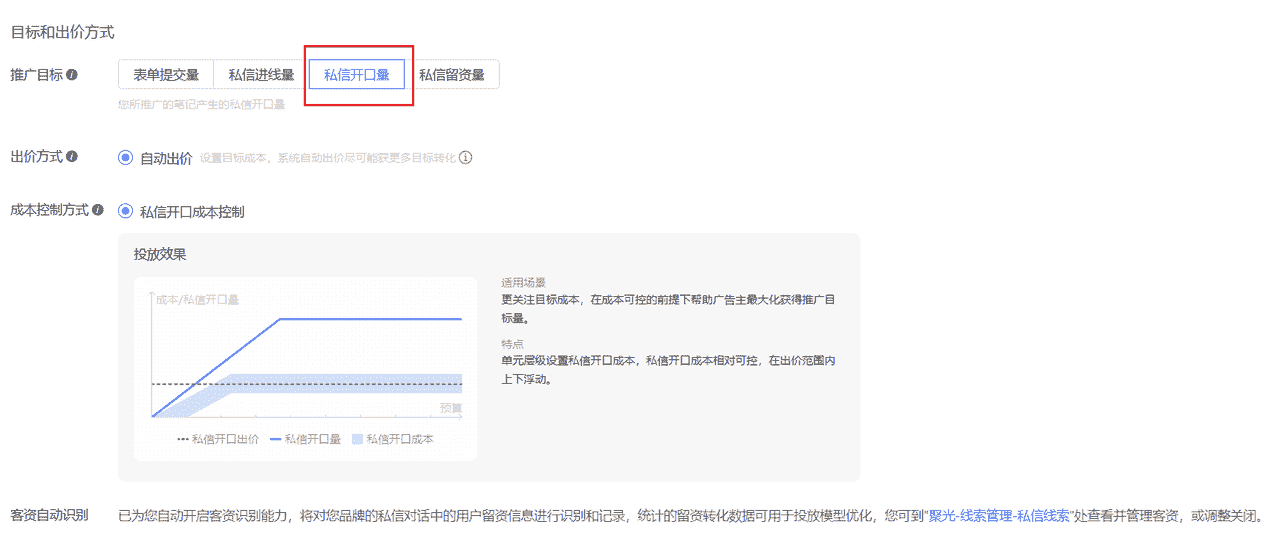 目标和出价方式
推广目标
表单提交量 私信进线量 私信开口量 私信留资量
您所推广的笔记产生的私信开口量
出价方式 自动出价 设置目标成本，系统自动出价尽可能获更多目标转化
成本控制方式 私信开口成本控制
投放效果
成本/私信开口量
预算
私信开口出价 私信开口量 私信开口成本
适用场景
更关注目标成本，在成本可控的前提下帮助广告主最大化获得推广目
标量。
特点
单元层级设置私信开口成本，私信开口成本相对可控，在出价范围内
上下浮动。
客资自动识别 已为您自动开启客资识别能力，将对您品牌的私信对话中的用户留资信息进行识别和记录，统计的留资转化数据可用于投放模型优化，您可到"聚光-线索管理-私信线索"处查看并管理客资，或调整关闭。